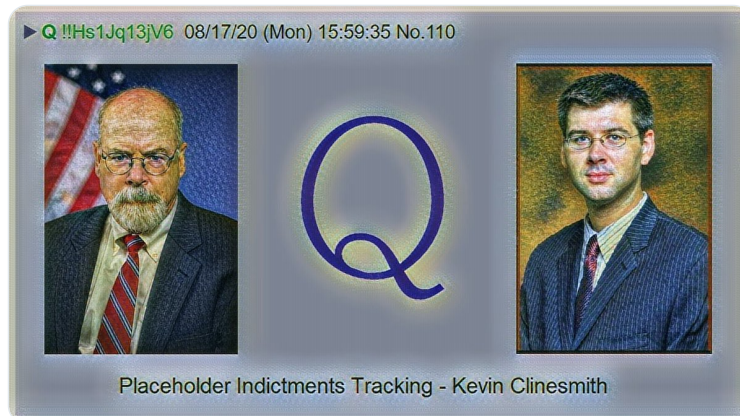 Q !!Hs1Jq13jV6 08/17/20 (Mon) 15:59:35 No.110
Q
Placeholder Indictments Tracking - Kevin Clinesmith